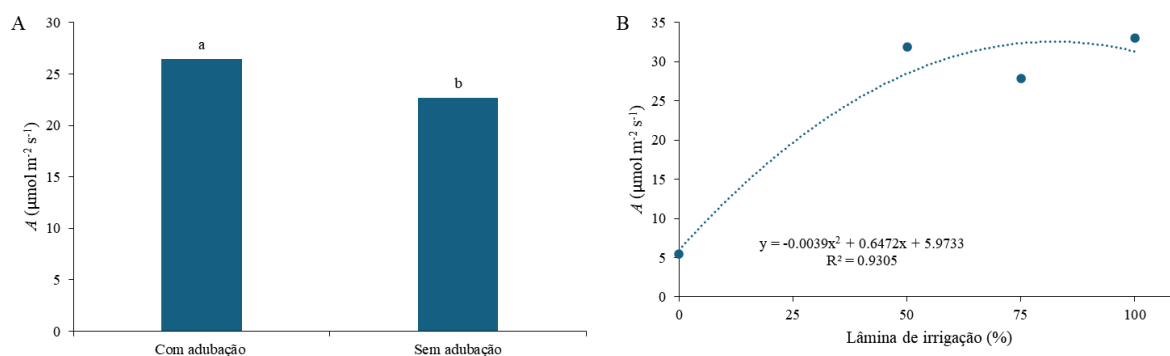 A
30
25
20
15
10
5
0
A (μmol m⁻² s⁻¹)
a
b
Com adubação
Sem adubação
B
35
30
25
20
15
10
5
0
A (μmol m⁻² s⁻¹)
y = -0.0039x² + 0.6472x + 5.9733
R² = 0.9305
0
25
50
75
100
Lâmina de irrigação (%)